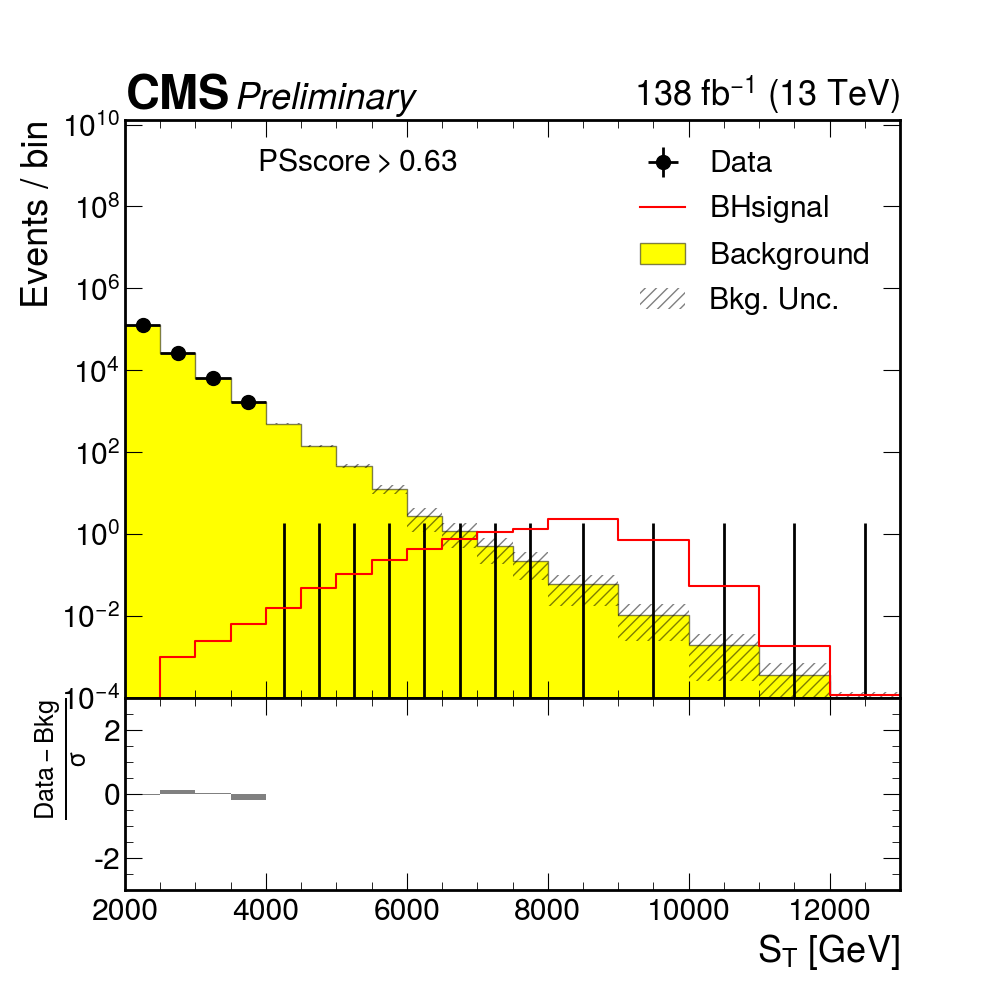 CMS Preliminary 138 fb⁻¹ (13 TeV)
Events / bin
PSscore > 0.63
Data
BHsignal
Background
Bkg. Unc.
10¹⁰
10⁸
10⁶
10⁴
10²
10⁰
10⁻²
10⁻⁴
Data – Bkg
σ
2
0
-2
2000 4000 6000 8000 10000 12000
S_T [GeV]